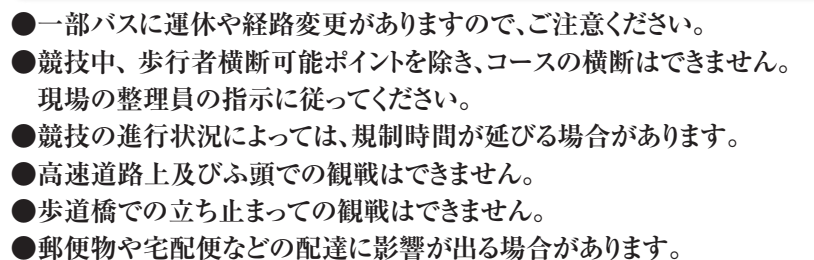 ●一部バスに運休や経路変更がありますので、ご注意ください。
●競技中、歩行者横断可能ポイントを除き、コースの横断はできません。
現場の整理員の指示に従ってください。
●競技の進行状況によっては、規制時間が延びる場合があります。
●高速道路上及びふ頭での観戦はできません。
●歩道橋での立ち止まっての観戦はできません。
●郵便物や宅配便などの配達に影響が出る場合があります。